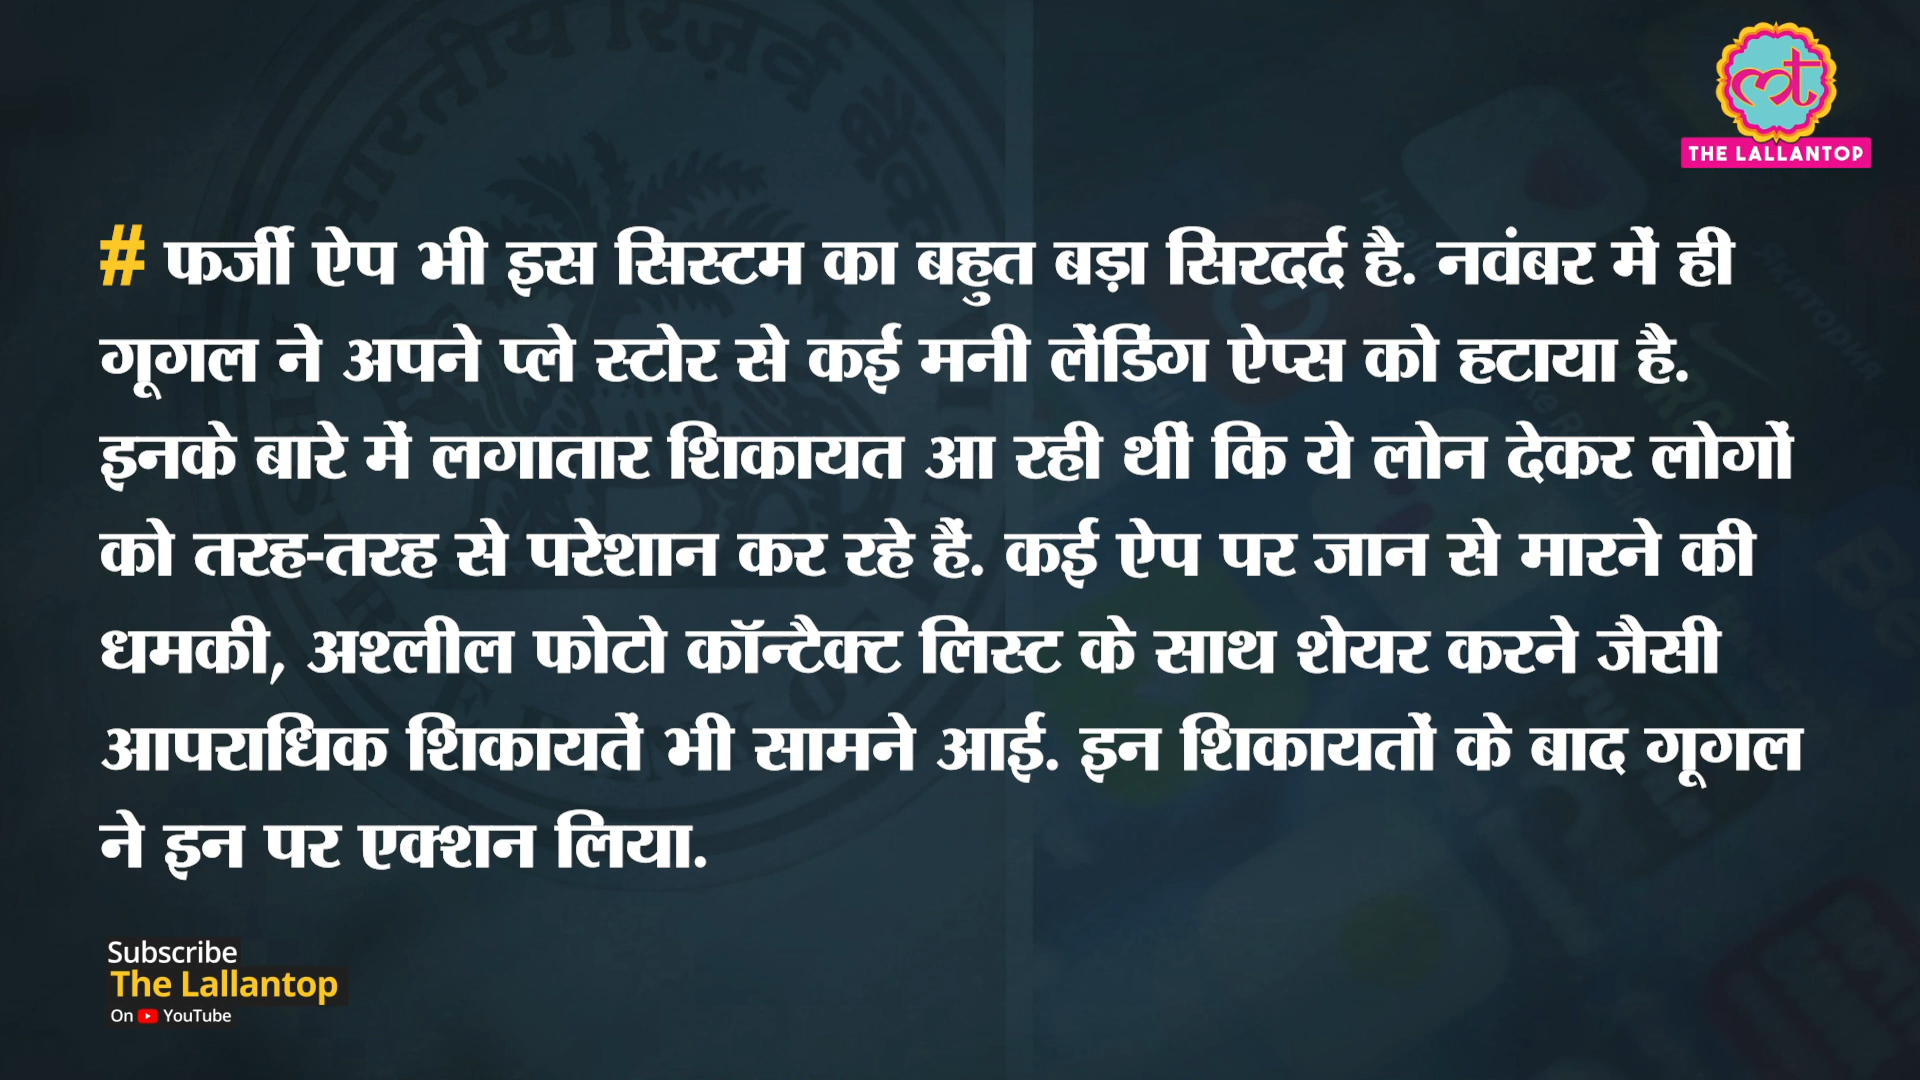 THE LALLANTOP
# फर्जी ऐप भी इस सिस्टम का बहुत बड़ा सिरदर्द है. नवंबर में ही
गूगल ने अपने प्ले स्टोर से कई मनी लेंडिंग ऐप्स को हटाया है.
इनके बारे में लगातार शिकायत आ रही थीं कि ये लोन देकर लोगों
को तरह-तरह से परेशान कर रहे हैं. कई ऐप पर जान से मारने की
धमकी, अश्लील फोटो कॉन्टैक्ट लिस्ट के साथ शेयर करने जैसी
आपराधिक शिकायतें भी सामने आई. इन शिकायतों के बाद गूगल
ने इन पर एक्शन लिया.
Subscribe
The Lallantop
On YouTube
भारतीय रिज़र्व बैंक